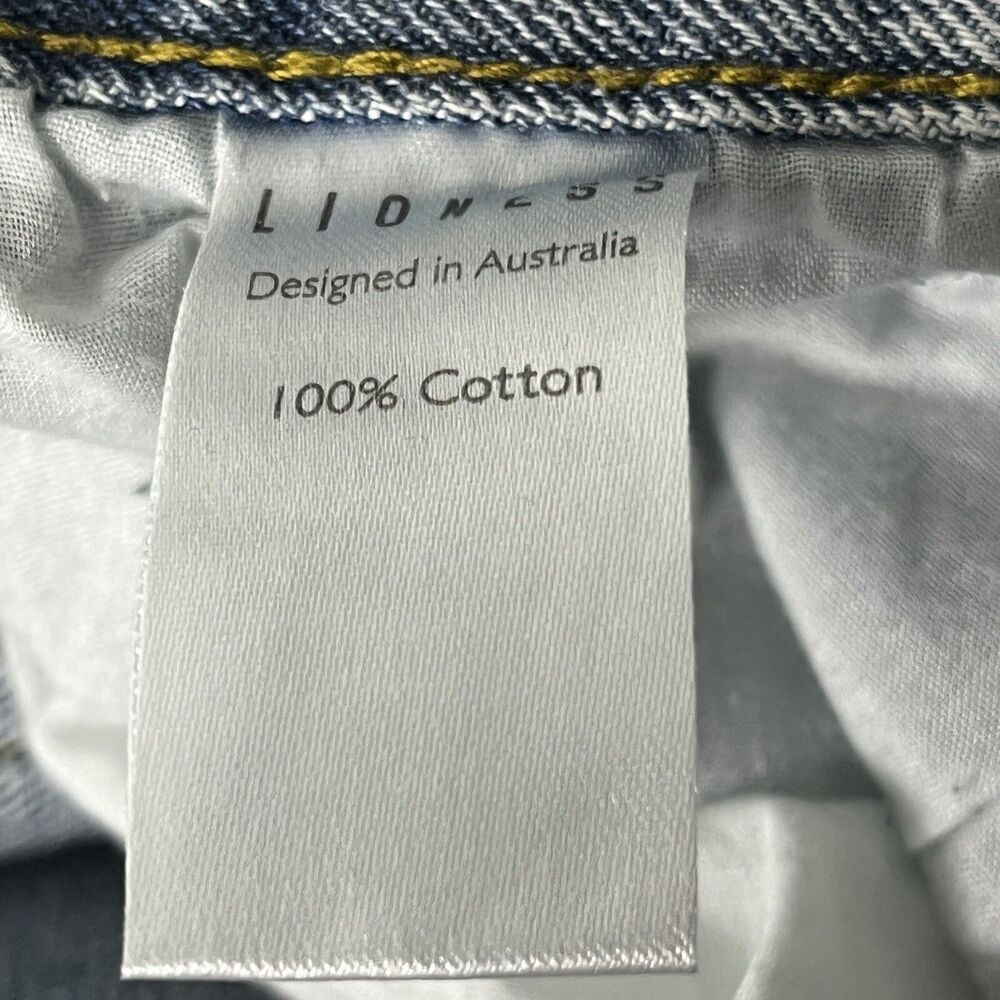 LIONESS
Designed in Australia
100% Cotton